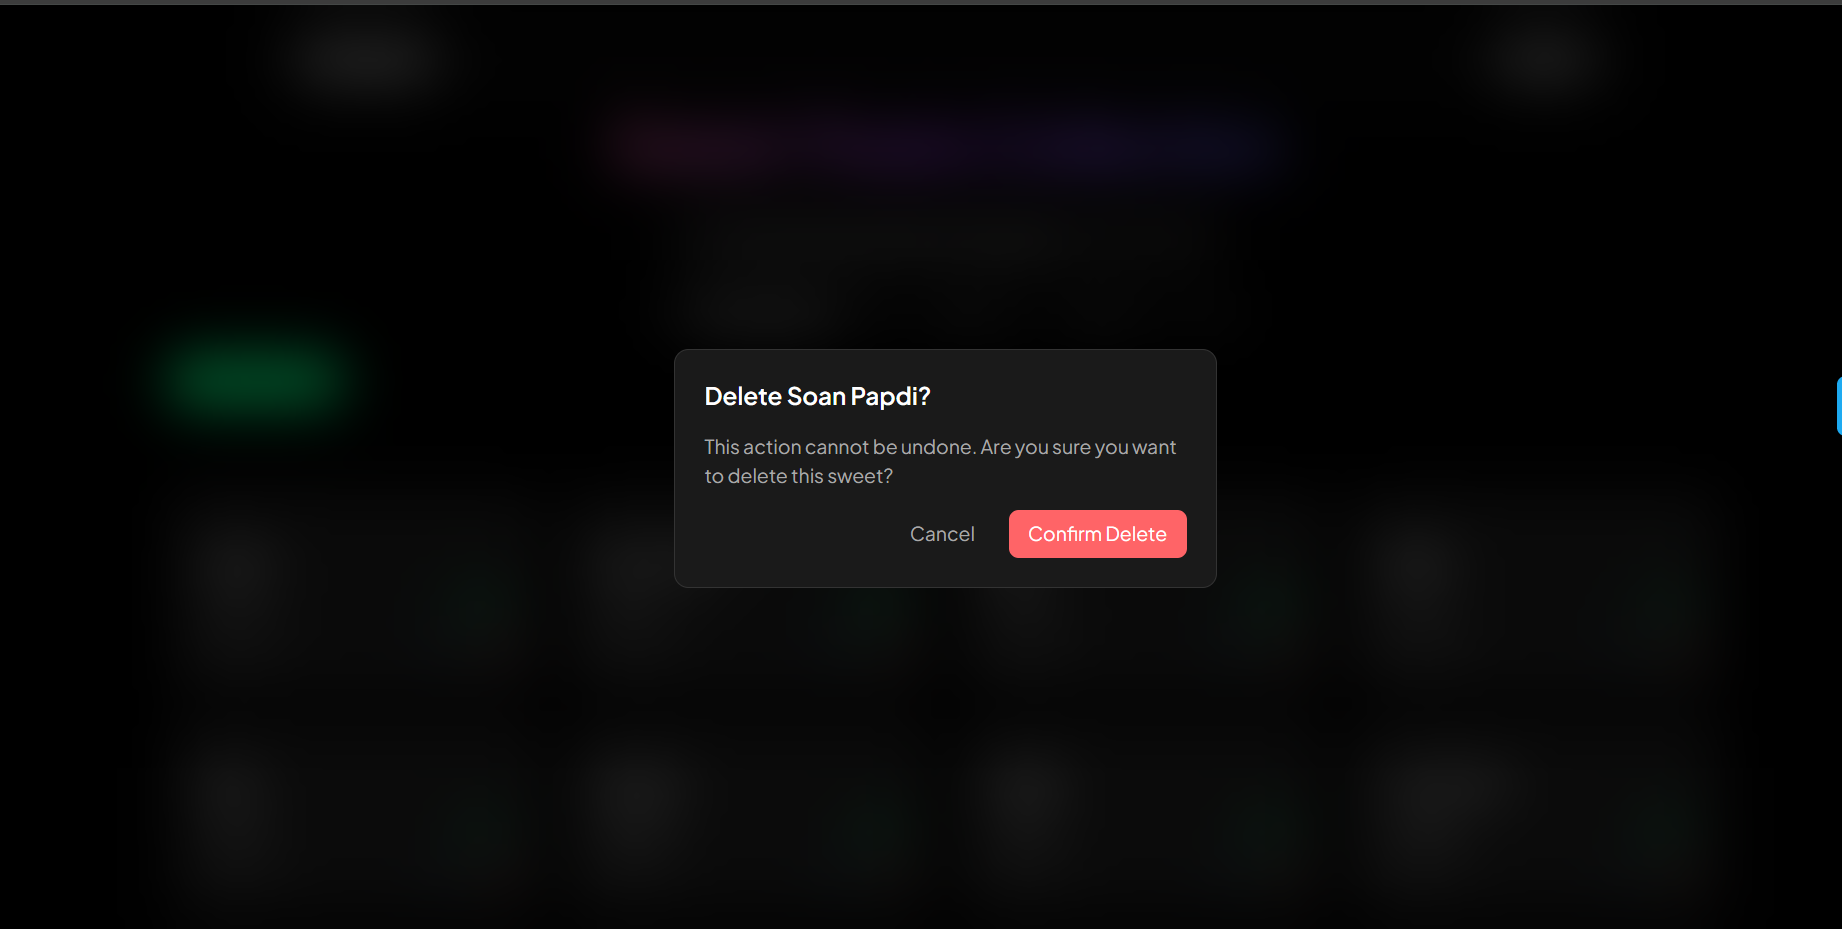 Delete Soan Papdi?
This action cannot be undone. Are you sure you want
to delete this sweet?
Cancel
Confirm Delete